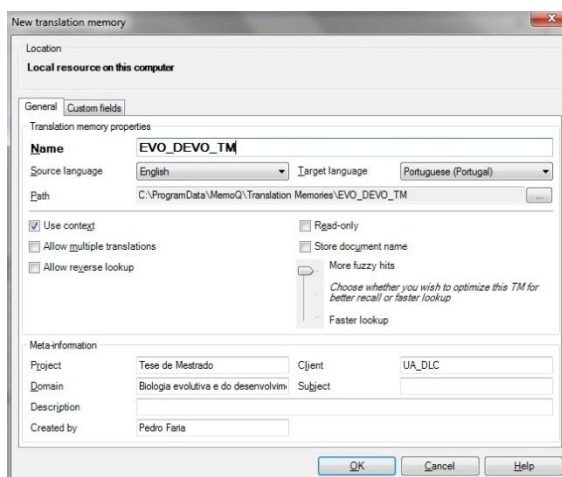 New translation memory
Location
Local resource on this computer
General Custom fields
Translation memory properties
Name EVO_DEVO_TM
Source language English Target language Portuguese (Portugal)
Path C:\ProgramData\MemoQ\Translation Memories\EVO_DEVO_TM ...
Use context Read-only
Allow multiple translations Store document name
Allow reverse lookup More fuzzy hits
Choose whether you wish to optimize this TM for
better recall or faster lookup
Faster lookup
Meta-information
Project Tese de Mestrado Client UA_DLC
Domain Biologia evolutiva e do desenvolvim Subject
Description
Created by Pedro Faria
OK Cancel Help